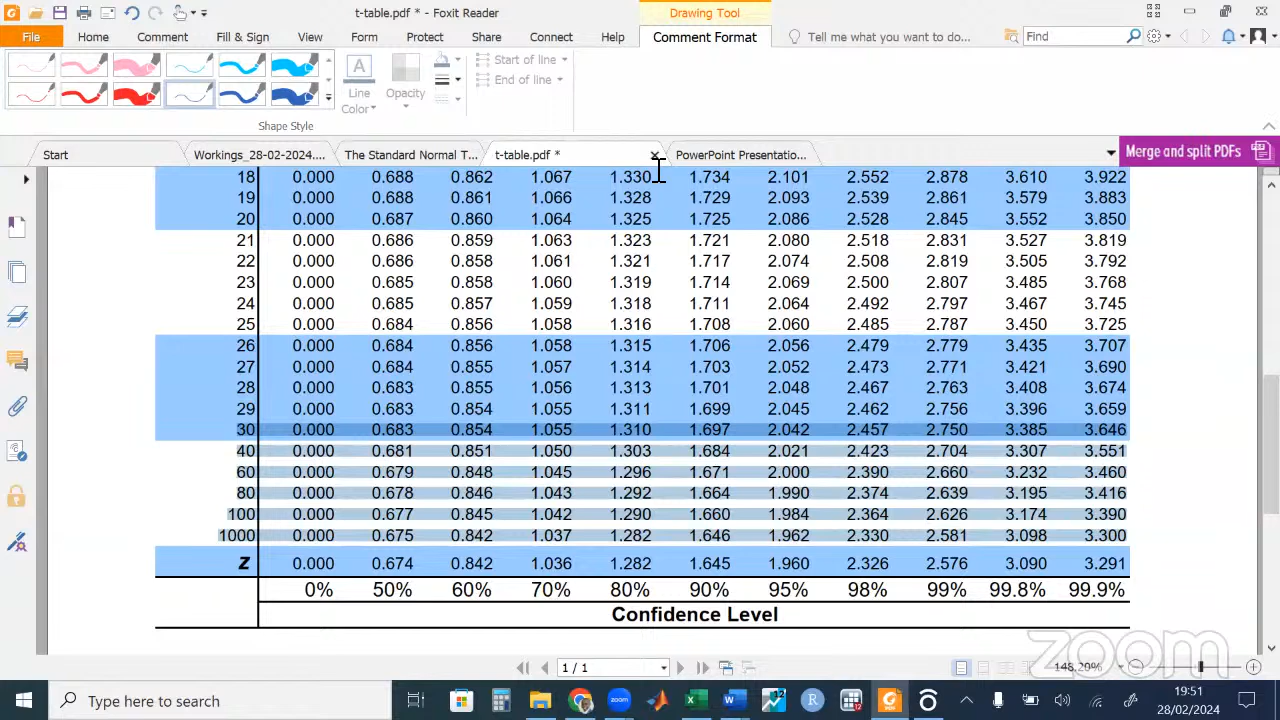 t-table.pdf * - Foxit Reader
Drawing Tool
File Home Comment Fill & Sign View Form Protect Share Connect Help Comment Format Tell me what you want to do... Find
Line Color
Opacity
Start of line
End of line
Shape Style
Start Workings_28-02-2024.... The Standard Normal T... t-table.pdf * PowerPoint Presentatio... Merge and split PDFs
18 0.000 0.688 0.862 1.067 1.330 1.734 2.101 2.552 2.878 3.610 3.922
19 0.000 0.688 0.861 1.066 1.328 1.729 2.093 2.539 2.861 3.579 3.883
20 0.000 0.687 0.860 1.064 1.325 1.725 2.086 2.528 2.845 3.552 3.850
21 0.000 0.686 0.859 1.063 1.323 1.721 2.080 2.518 2.831 3.527 3.819
22 0.000 0.686 0.858 1.061 1.321 1.717 2.074 2.508 2.819 3.505 3.792
23 0.000 0.685 0.858 1.060 1.319 1.714 2.069 2.500 2.807 3.485 3.768
24 0.000 0.685 0.857 1.059 1.318 1.711 2.064 2.492 2.797 3.467 3.745
25 0.000 0.684 0.856 1.058 1.316 1.708 2.060 2.485 2.787 3.450 3.725
26 0.000 0.684 0.856 1.058 1.315 1.706 2.056 2.479 2.779 3.435 3.707
27 0.000 0.684 0.855 1.057 1.314 1.703 2.052 2.473 2.771 3.421 3.690
28 0.000 0.683 0.855 1.056 1.313 1.701 2.048 2.467 2.763 3.408 3.674
29 0.000 0.683 0.854 1.055 1.311 1.699 2.045 2.462 2.756 3.396 3.659
30 0.000 0.683 0.854 1.055 1.310 1.697 2.042 2.457 2.750 3.385 3.646
40 0.000 0.681 0.851 1.050 1.303 1.684 2.021 2.423 2.704 3.307 3.551
60 0.000 0.679 0.848 1.045 1.296 1.671 2.000 2.390 2.660 3.232 3.460
80 0.000 0.678 0.846 1.043 1.292 1.664 1.990 2.374 2.639 3.195 3.416
100 0.000 0.677 0.845 1.042 1.290 1.660 1.984 2.364 2.626 3.174 3.390
1000 0.000 0.675 0.842 1.037 1.282 1.646 1.962 2.330 2.581 3.098 3.300
Z 0.000 0.674 0.842 1.036 1.282 1.645 1.960 2.326 2.576 3.090 3.291
0% 50% 60% 70% 80% 90% 95% 98% 99% 99.8% 99.9%
Confidence Level
zoom
1 / 1
148.20%
Type here to search
19:51
28/02/2024